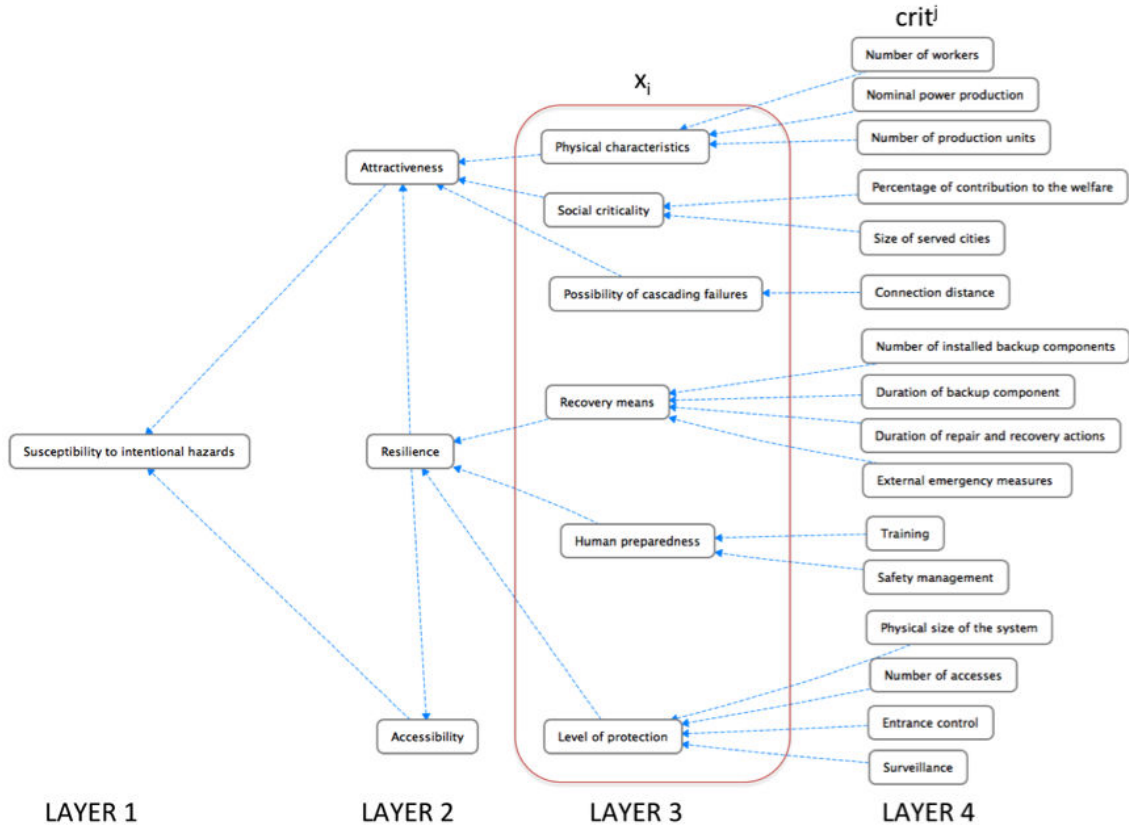 crit^j
x_i
Number of workers
Nominal power production
Number of production units
Percentage of contribution to the welfare
Size of served cities
Connection distance
Number of installed backup components
Duration of backup component
Duration of repair and recovery actions
External emergency measures
Training
Safety management
Physical size of the system
Number of accesses
Entrance control
Surveillance
Physical characteristics
Social criticality
Possibility of cascading failures
Recovery means
Human preparedness
Level of protection
Attractiveness
Resilience
Accessibility
Susceptibility to intentional hazards
LAYER 1
LAYER 2
LAYER 3
LAYER 4